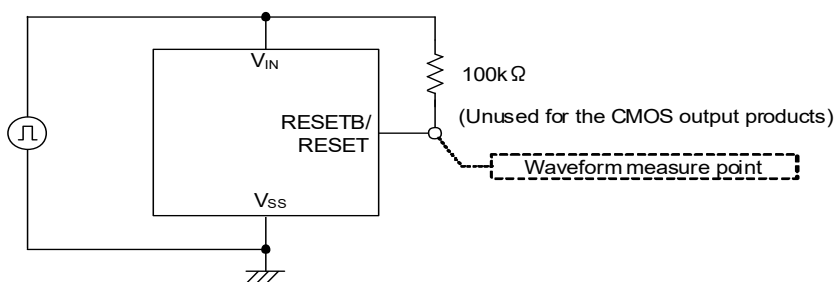 VIN
100kΩ
(Unused for the CMOS output products)
RESETB/
RESET
Waveform measure point
VSS